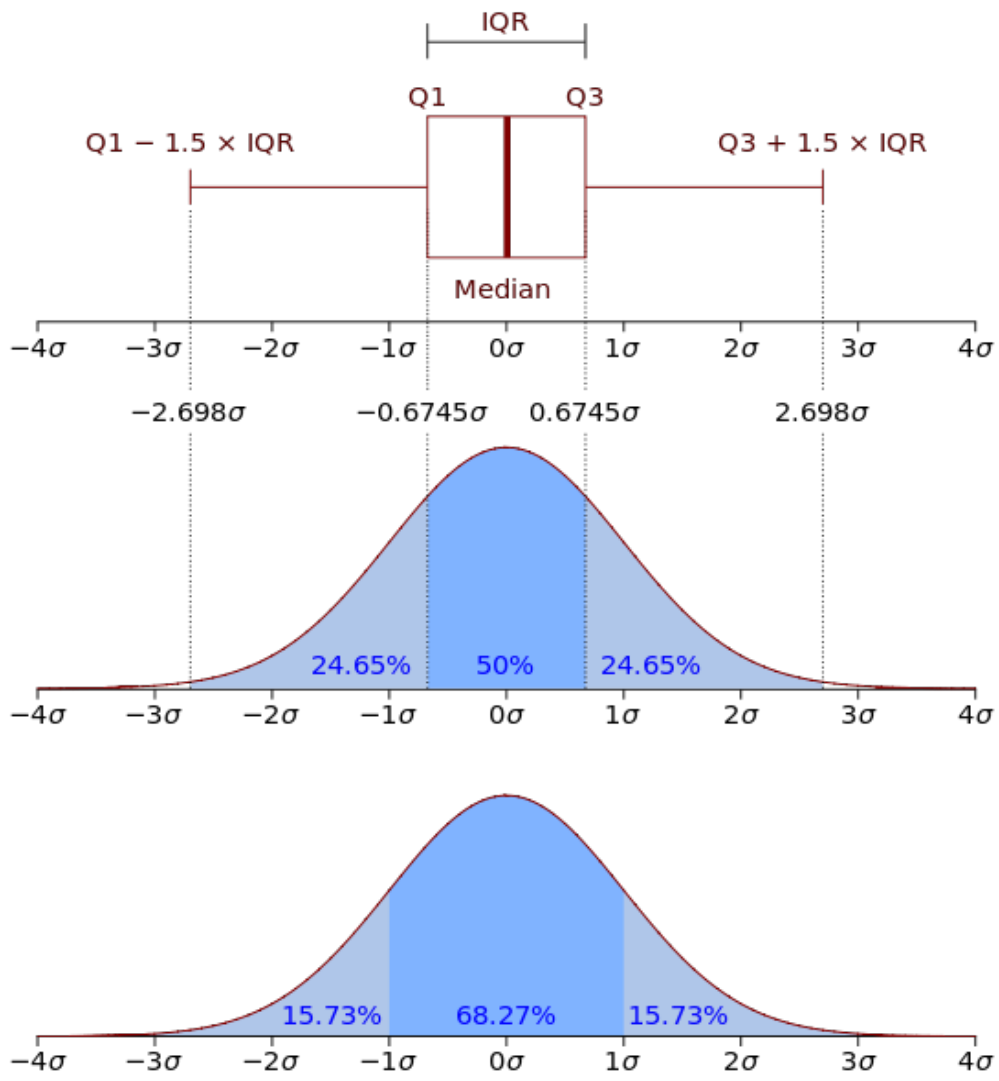 IQR
Q1 Q3
Q1 − 1.5 × IQR Q3 + 1.5 × IQR
Median
−4σ −3σ −2σ −1σ 0σ 1σ 2σ 3σ 4σ
−2.698σ −0.6745σ 0.6745σ 2.698σ
24.65% 50% 24.65%
−4σ −3σ −2σ −1σ 0σ 1σ 2σ 3σ 4σ
15.73% 68.27% 15.73%
−4σ −3σ −2σ −1σ 0σ 1σ 2σ 3σ 4σ